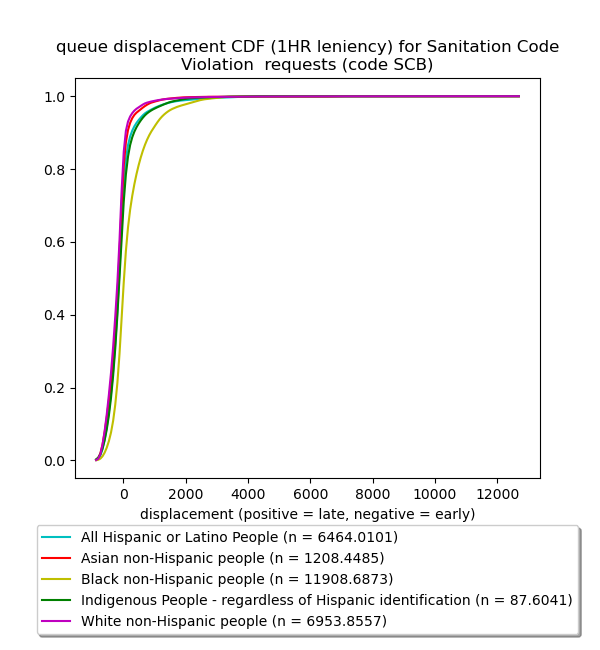 queue displacement CDF (1HR leniency) for Sanitation Code
Violation  requests (code SCB)
1.0
0.8
0.6
0.4
0.2
0.0
0 2000 4000 6000 8000 10000 12000
displacement (positive = late, negative = early)
All Hispanic or Latino People (n = 6464.0101)
Asian non-Hispanic people (n = 1208.4485)
Black non-Hispanic people (n = 11908.6873)
Indigenous People - regardless of Hispanic identification (n = 87.6041)
White non-Hispanic people (n = 6953.8557)